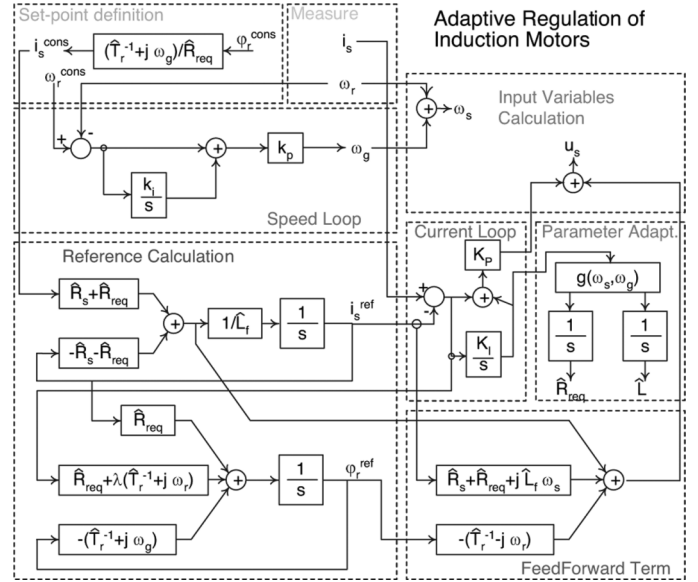 Set-point definition
Measure
Adaptive Regulation of
Induction Motors
i_s^cons
(T̂_r^-1+j ω_g)/R̂_req
φ_r^cons
i_s
ω_r^cons
ω_r
Input Variables
Calculation
+
ω_s
+
-
+
k_p
ω_g
u_s
+
k_i
s
Speed Loop
Reference Calculation
Current Loop
Parameter Adapt.
K_P
g(ω_s,ω_g)
R̂_s+R̂_req
i_s^ref
+
-
+
+
1/L̂_f
1
s
1
s
1
s
-R̂_s-R̂_req
K_I
s
R̂_req
L̂
R̂_req
R̂_req+λ(T̂_r^-1+j ω_r)
+
1
s
φ_r^ref
R̂_s+R̂_req+j L̂_f ω_s
+
-(T̂_r^-1+j ω_g)
-(T̂_r^-1-j ω_r)
FeedForward Term